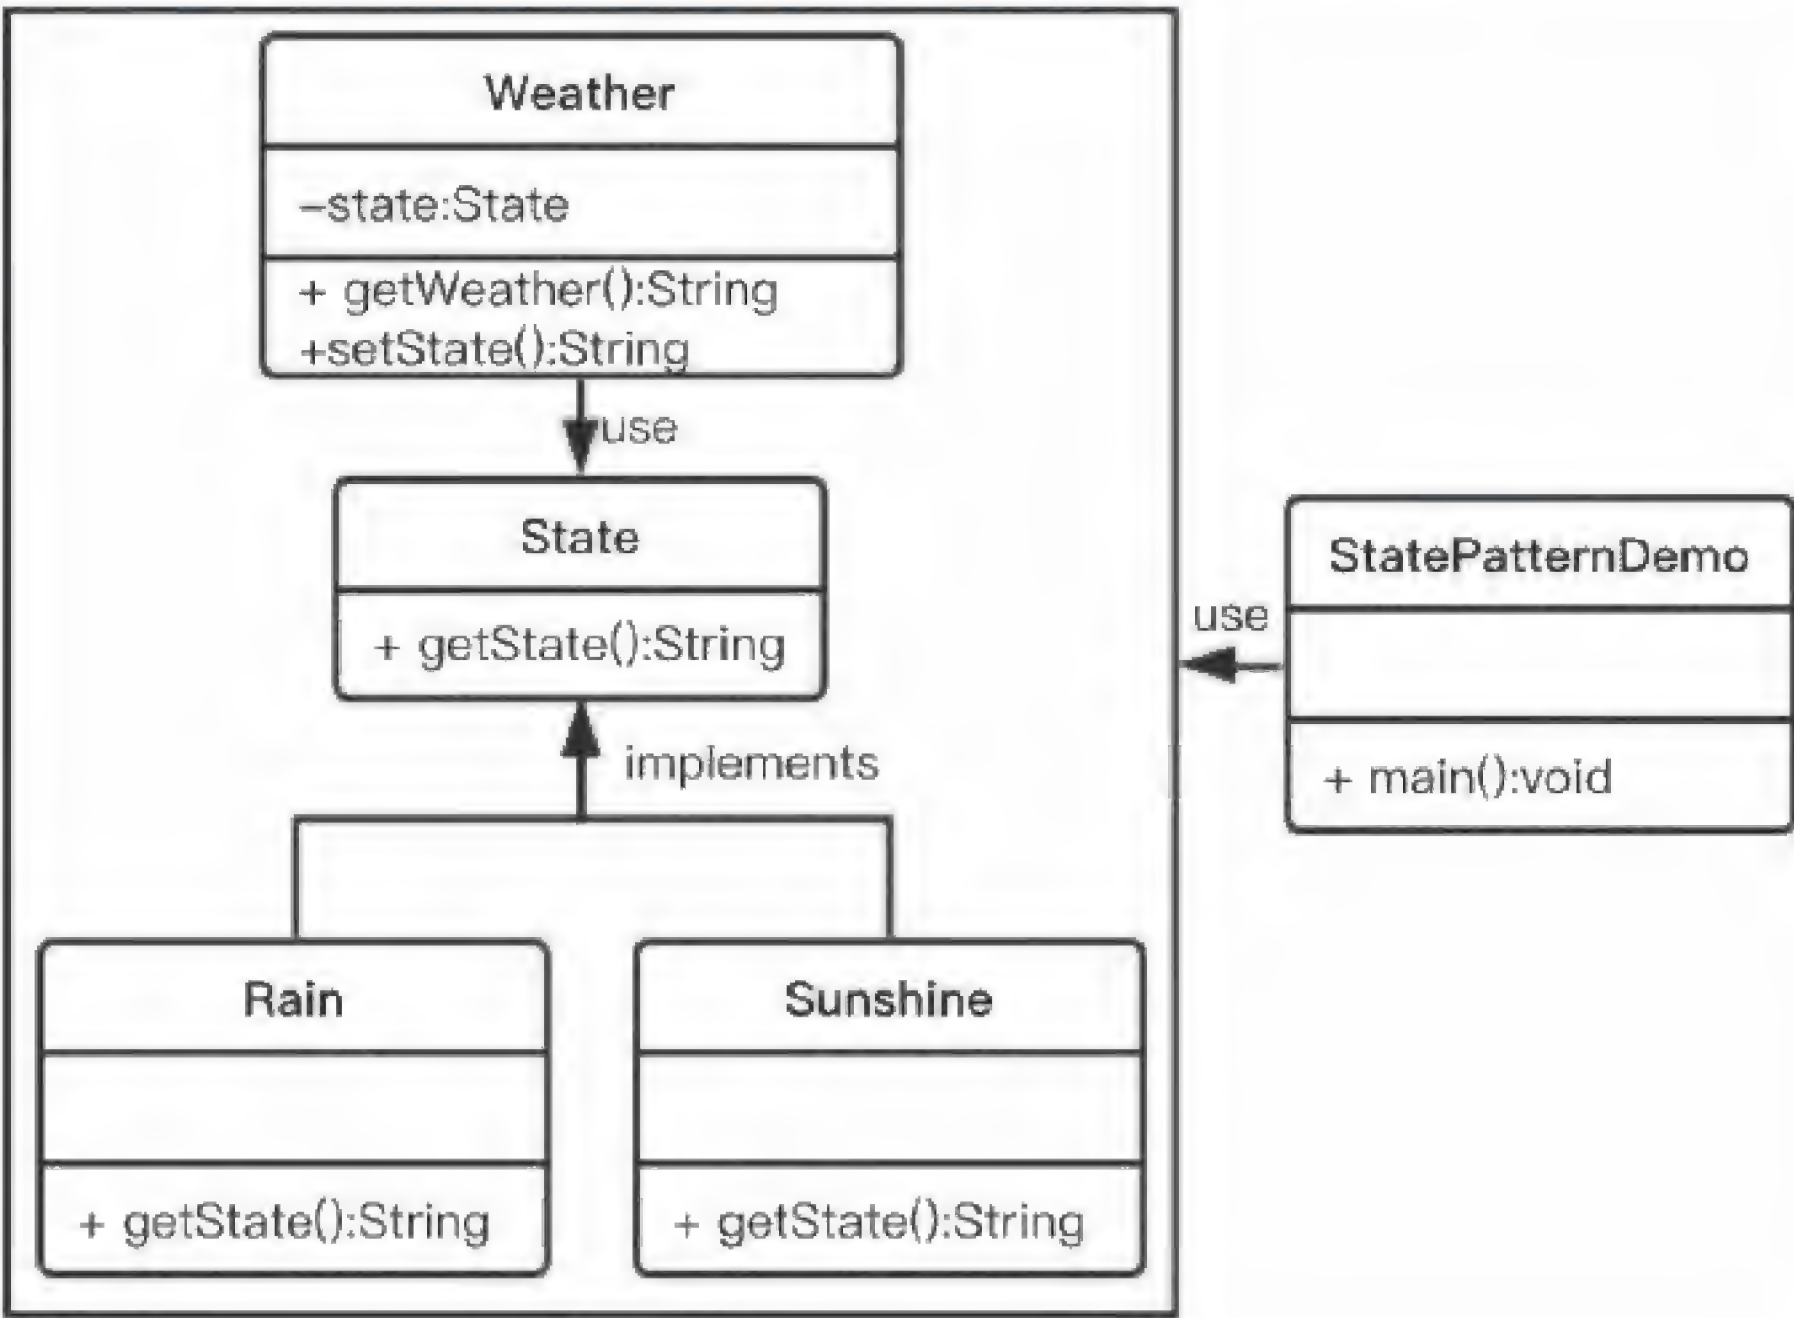 Weather
–state:State
+ getWeather():String
+setState():String
use
State
+ getState():String
implements
Rain
+ getState():String
Sunshine
+ getState():String
use
StatePatternDemo
+ main():void